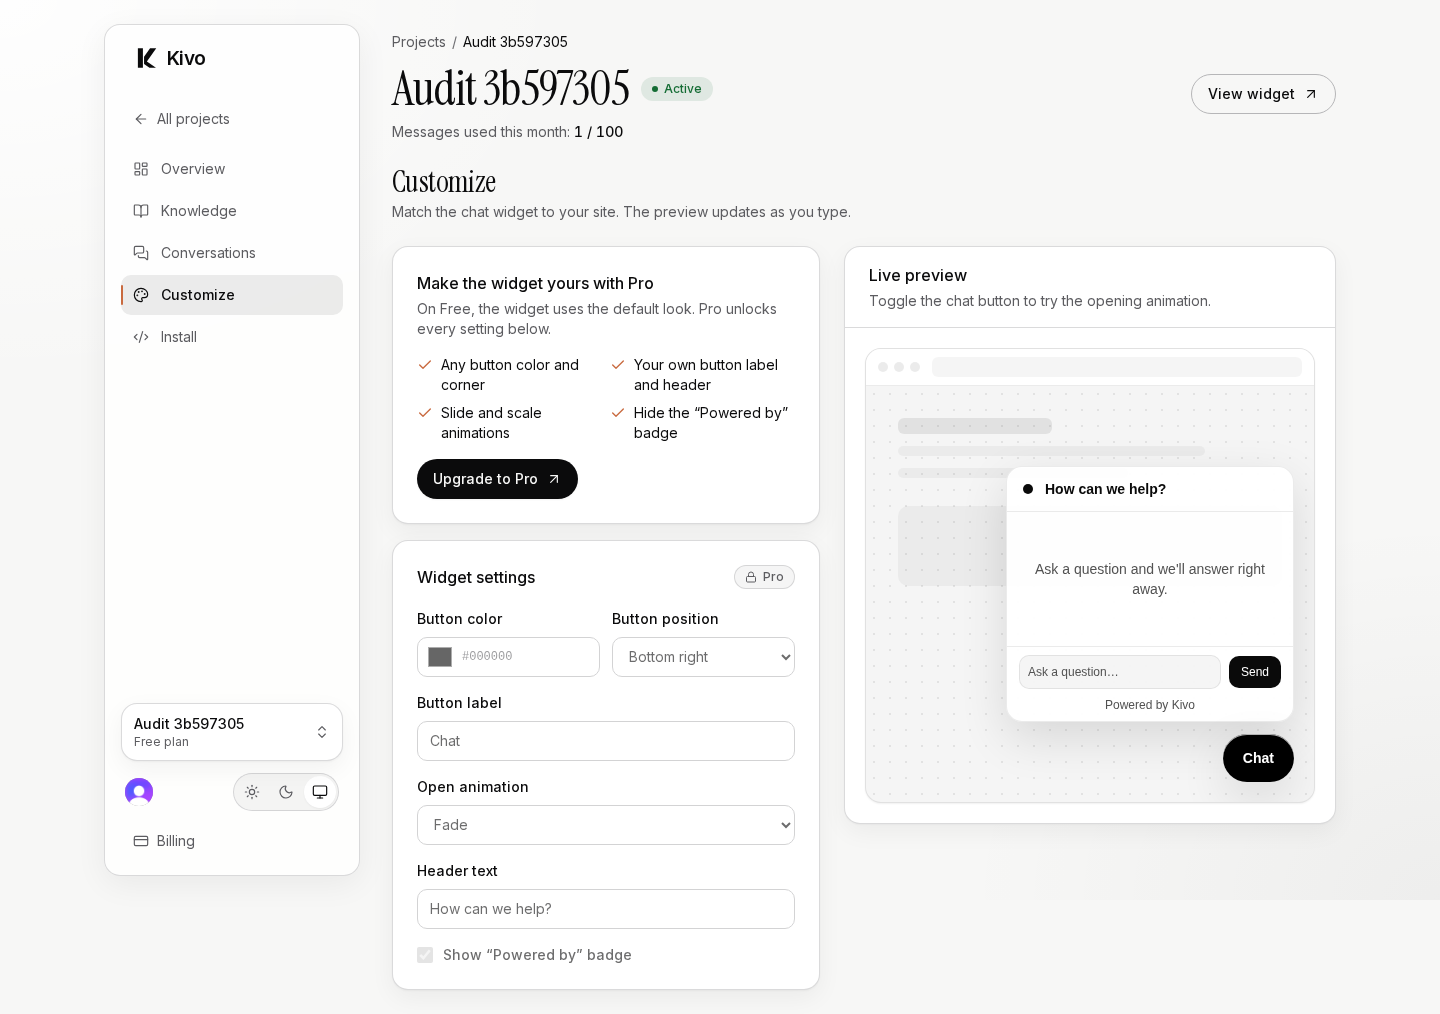 Kivo
All projects
Overview
Knowledge
Conversations
Customize
Install
Audit 3b597305
Free plan
Billing
Projects / Audit 3b597305
Audit 3b597305
Active
View widget
Messages used this month: 1 / 100
Customize
Match the chat widget to your site. The preview updates as you type.
Make the widget yours with Pro
On Free, the widget uses the default look. Pro unlocks
every setting below.
Any button color and
corner
Your own button label
and header
Slide and scale
animations
Hide the “Powered by”
badge
Upgrade to Pro
Widget settings
Pro
Button color
Button position
#000000
Bottom right
Button label
Chat
Open animation
Fade
Header text
How can we help?
Show “Powered by” badge
Live preview
Toggle the chat button to try the opening animation.
How can we help?
Ask a question and we'll answer right
away.
Ask a question…
Send
Powered by Kivo
Chat